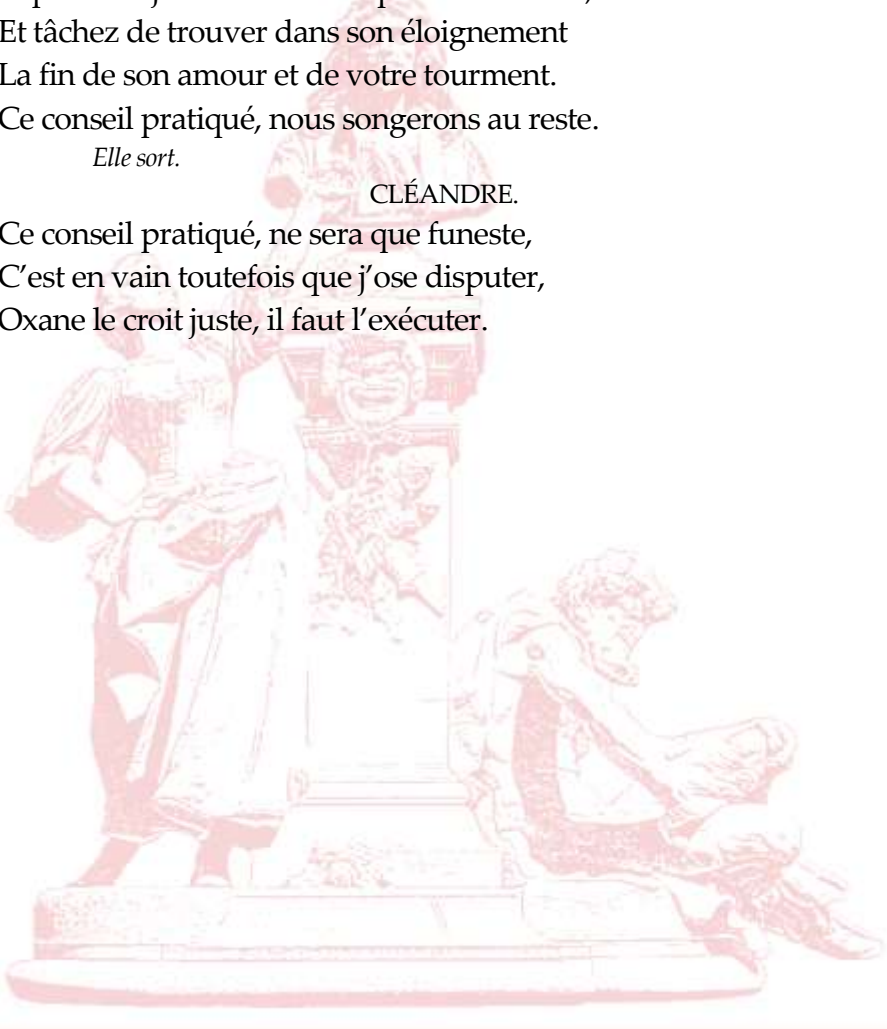 Et tâchez de trouver dans son éloignement
La fin de son amour et de votre tourment.
Ce conseil pratiqué, nous songerons au reste.
Elle sort.
CLÉANDRE.
Ce conseil pratiqué, ne sera que funeste,
C’est en vain toutefois que j’ose disputer,
Oxane le croit juste, il faut l’exécuter.